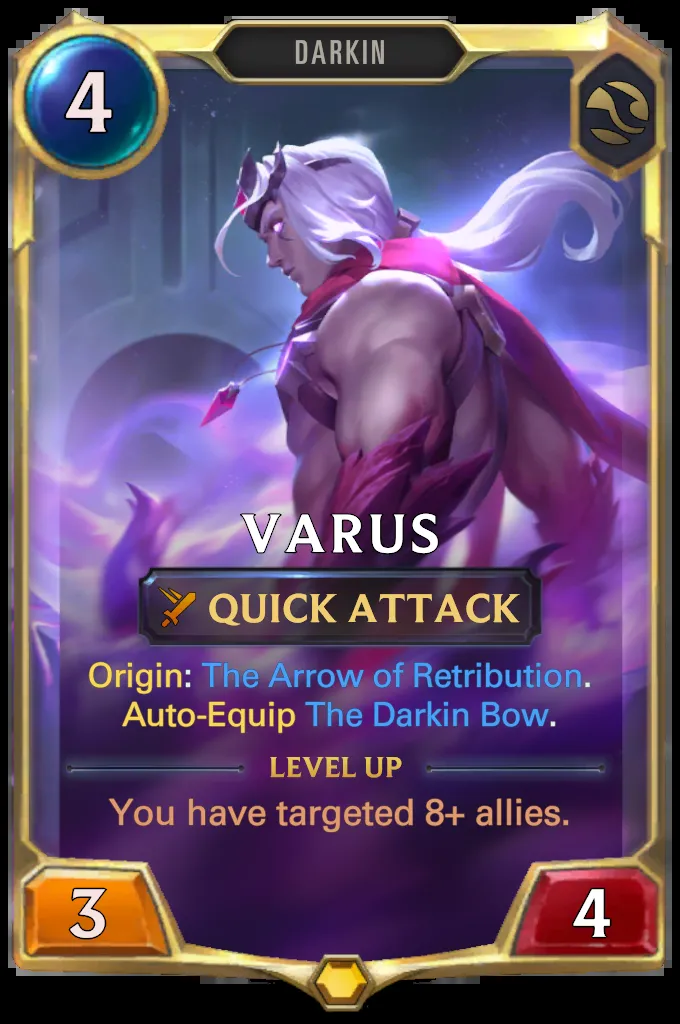 DARKIN
4
VARUS
QUICK ATTACK
Origin: The Arrow of Retribution.
Auto-Equip The Darkin Bow.
LEVEL UP
You have targeted 8+ allies.
3 4